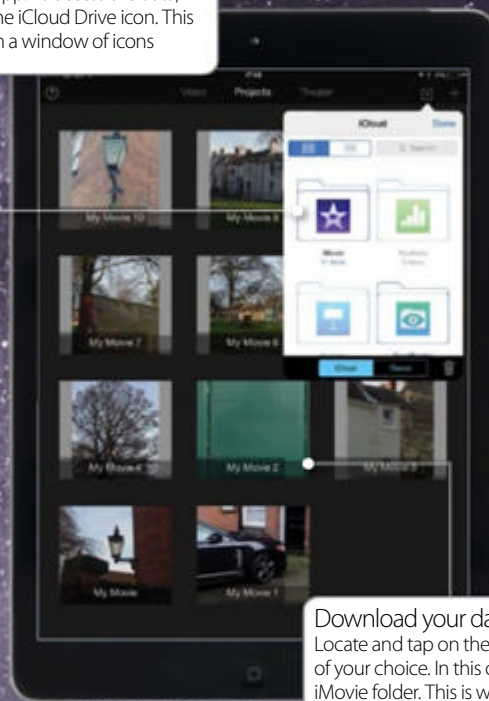 he iCloud Drive icon. This
n a window of icons
Video Projects Theater
iCloud Done
Search
iMovie
My Movie 10
My Movie 9
My Movie 7
My Movie 6
My Movie 4
My Movie 2
My Movie 3
My Movie
My Movie 1
iCloud
Download your da
Locate and tap on the
of your choice. In this c
iMovie folder. This is w